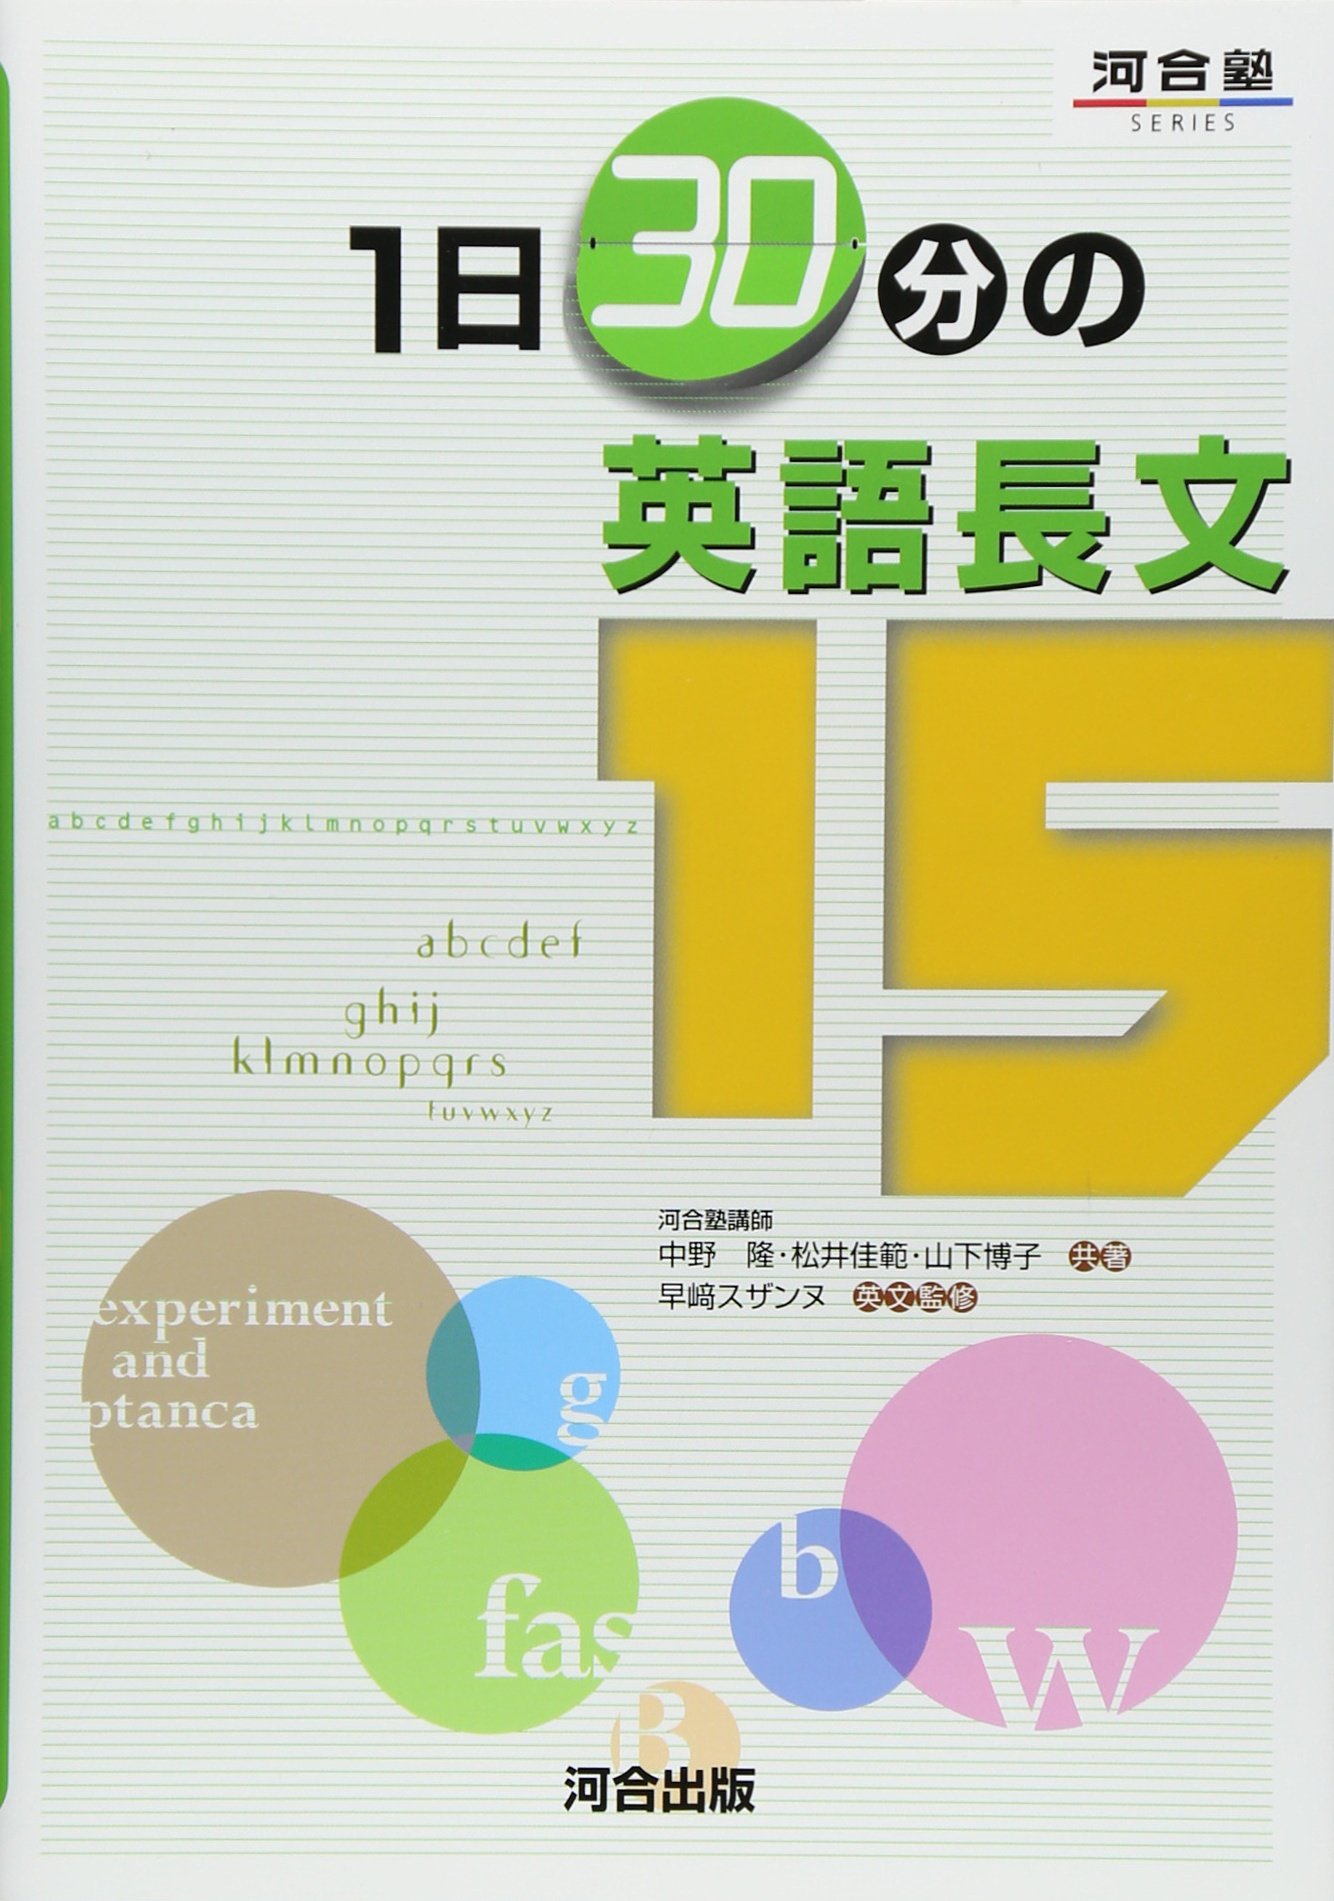 河合塾
SERIES
1日30分の
英語長文
15
abcdefghijklmnopqrstuvwxyz
abcdef
ghij
klmnopqrs
tuvwxyz
河合塾講師
中野 隆・松井佳範・山下博子 共著
早﨑スザンヌ 英文監修
experiment
and
ptanca
g
fas
b
W
B
河合出版